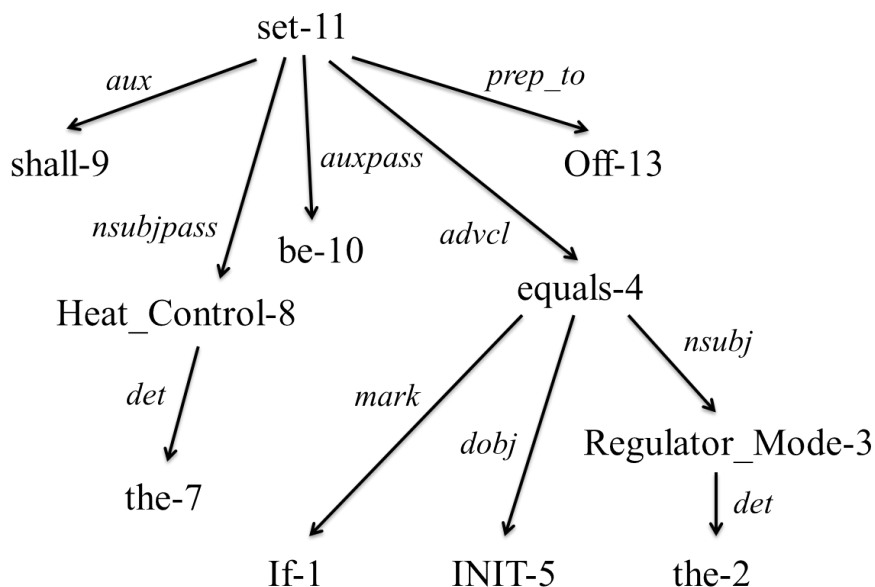 set-11
aux
prep_to
shall-9
auxpass
Off-13
nsubjpass
advcl
be-10
equals-4
Heat_Control-8
nsubj
det
mark
dobj
Regulator_Mode-3
the-7
det
If-1
INIT-5
the-2